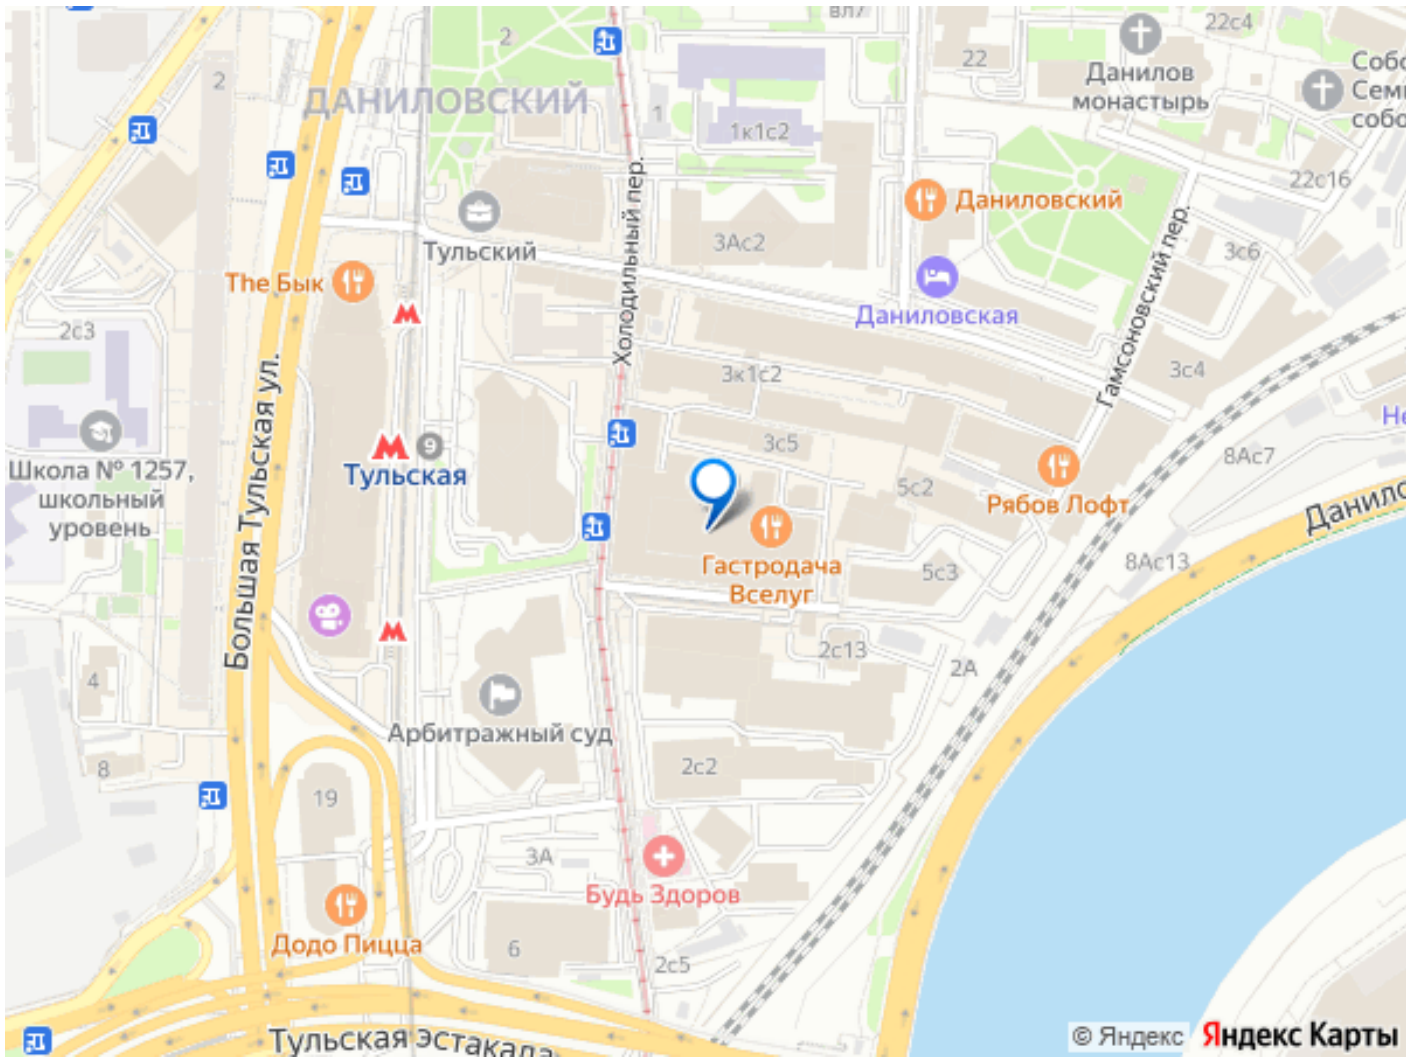 вл7
22с4
2
22
Данилов
монастырь
2
ДАНИЛОВСКИЙ
1
1к1с2
22с16
Холодильный пер.
Даниловский
Тульский
3Ас2
3с6
The Бык
Даниловская
Гамсоновский пер.
2с3
3к1с2
3с4
Большая Тульская ул.
3с5
9
Тульская
Школа № 1257,
школьный
уровень
8Ас7
5с2
Рябов Лофт
Гастродача
Вселуг
5с3
8Ас13
2с13
2А
4
Арбитражный суд
8
2с2
19
3А
Будь Здоров
Додо Пицца
6
2с5
Тульская эстакада
© Яндекс
Яндекс Карты